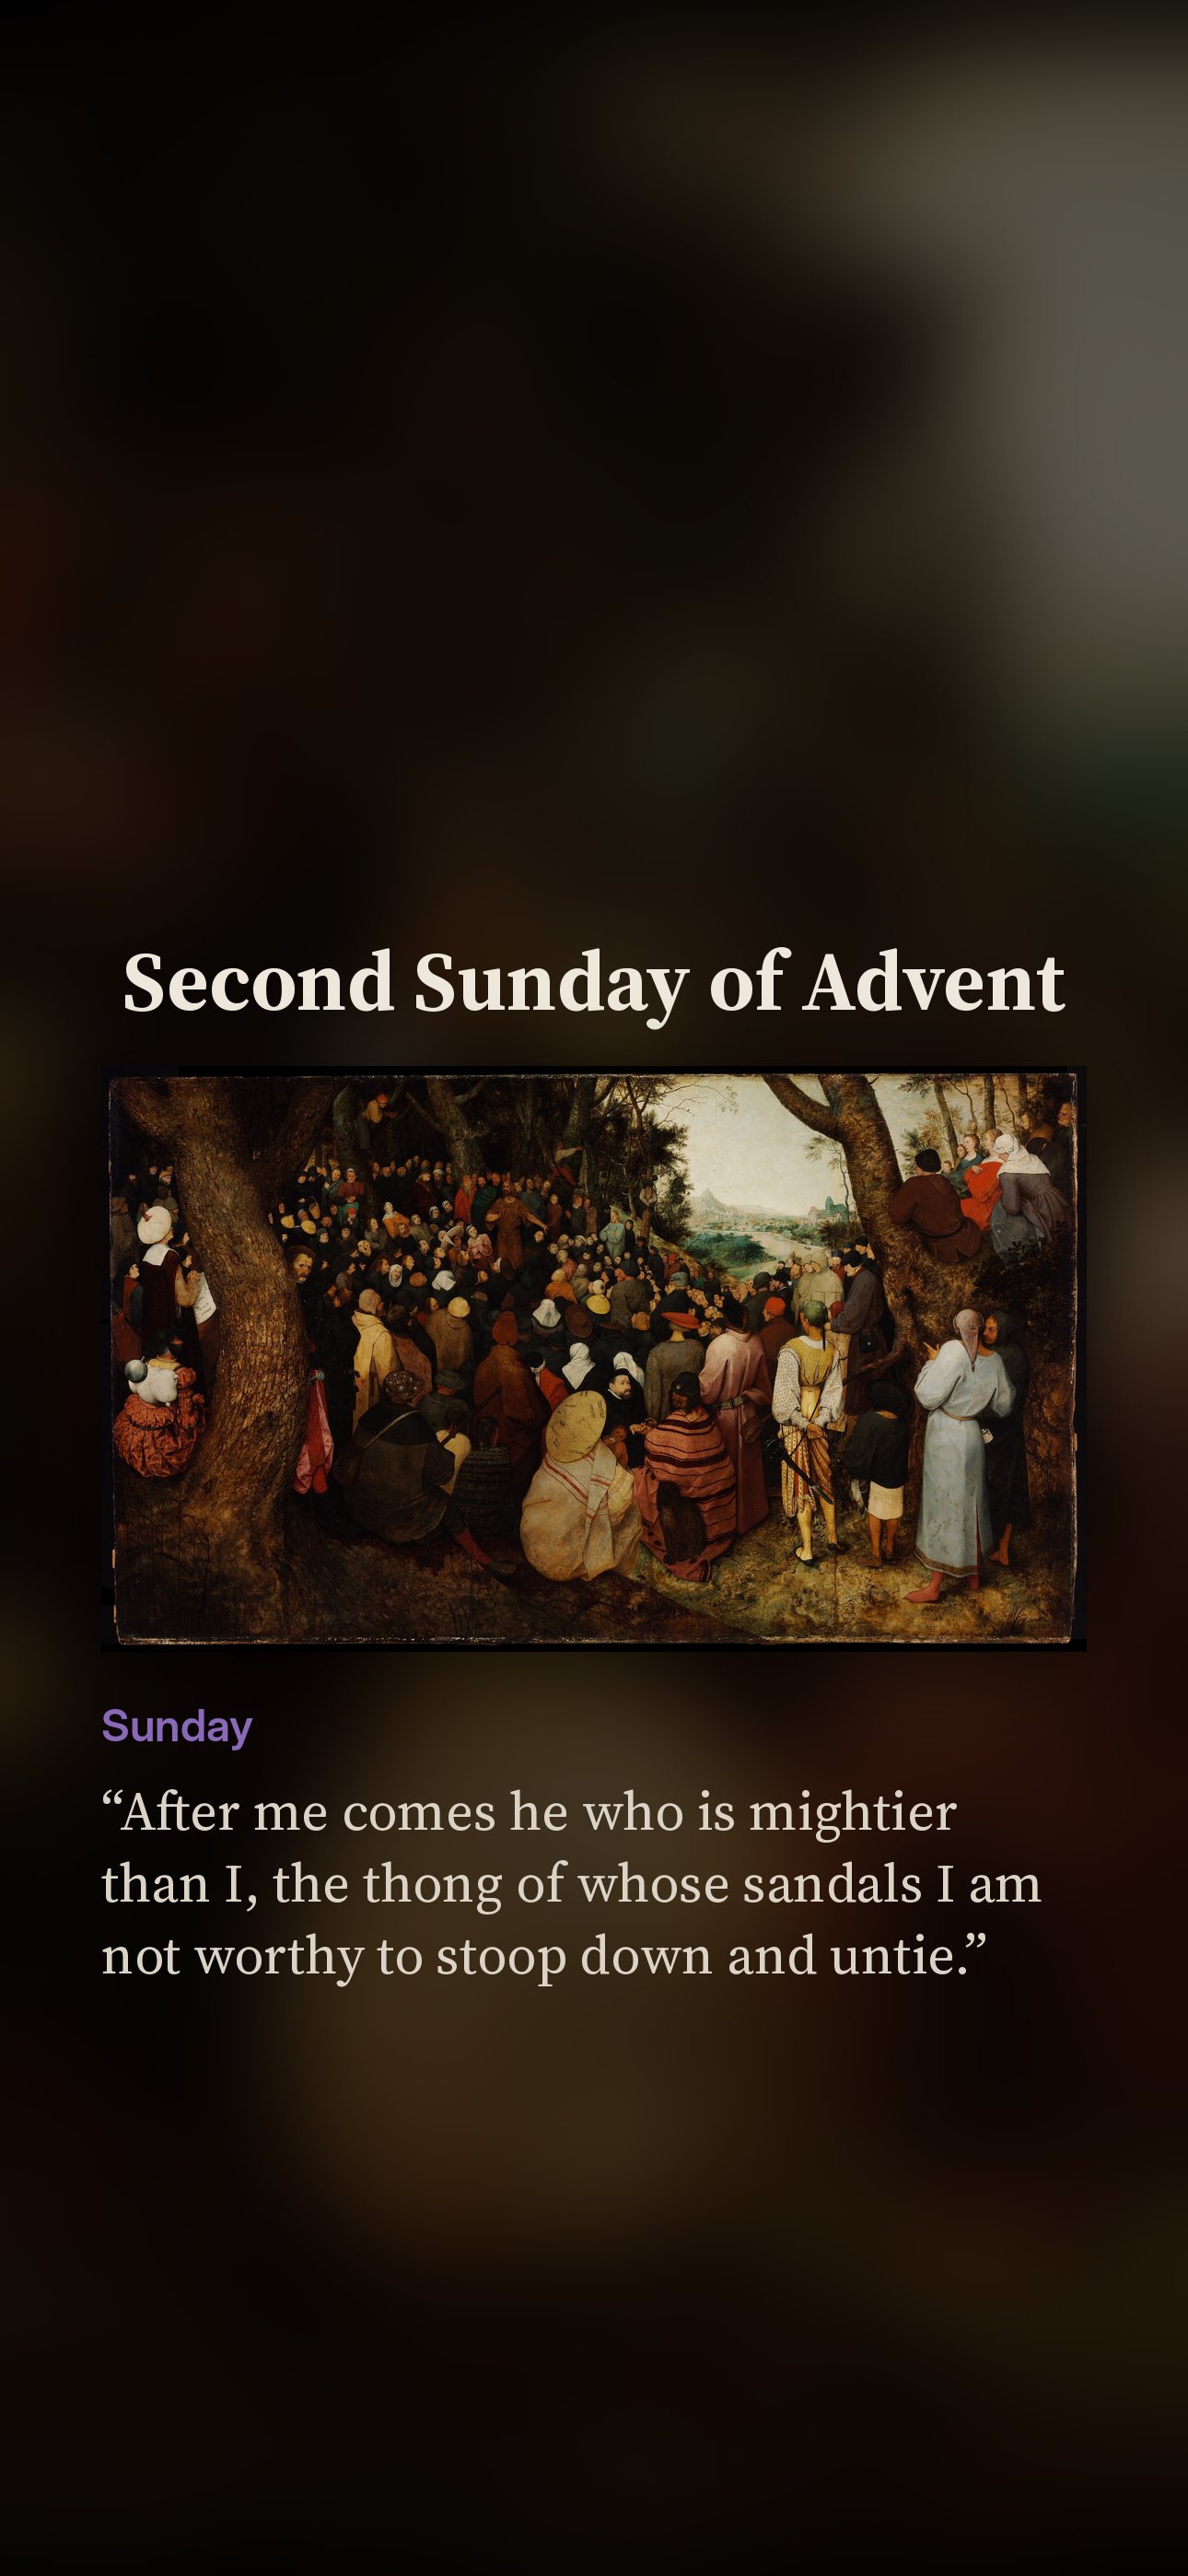 Second Sunday of Advent
Sunday
“After me comes he who is mightier
than I, the thong of whose sandals I am
not worthy to stoop down and untie.”